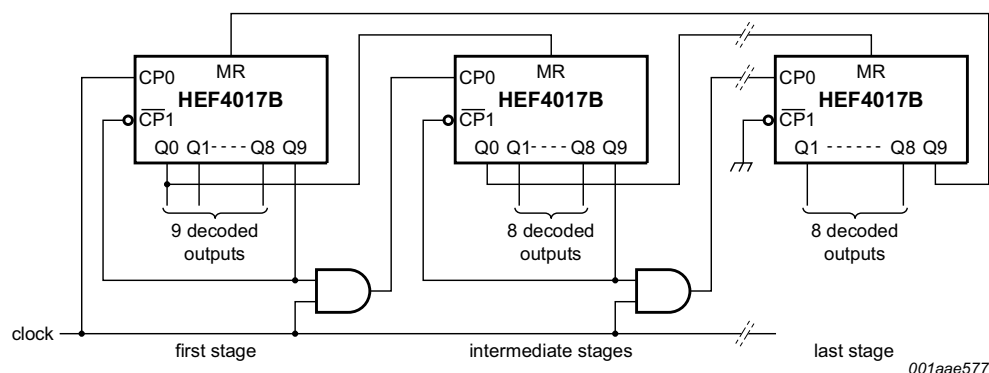 MR
CP0
HEF4017B
CP1
Q0 Q1 - - - - Q8 Q9
9 decoded
outputs
MR
CP0
HEF4017B
CP1
Q0 Q1 - - - - Q8 Q9
8 decoded
outputs
MR
CP0
HEF4017B
CP1
Q1 - - - - - - Q8 Q9
8 decoded
outputs
clock
first stage
intermediate stages
last stage
001aae577